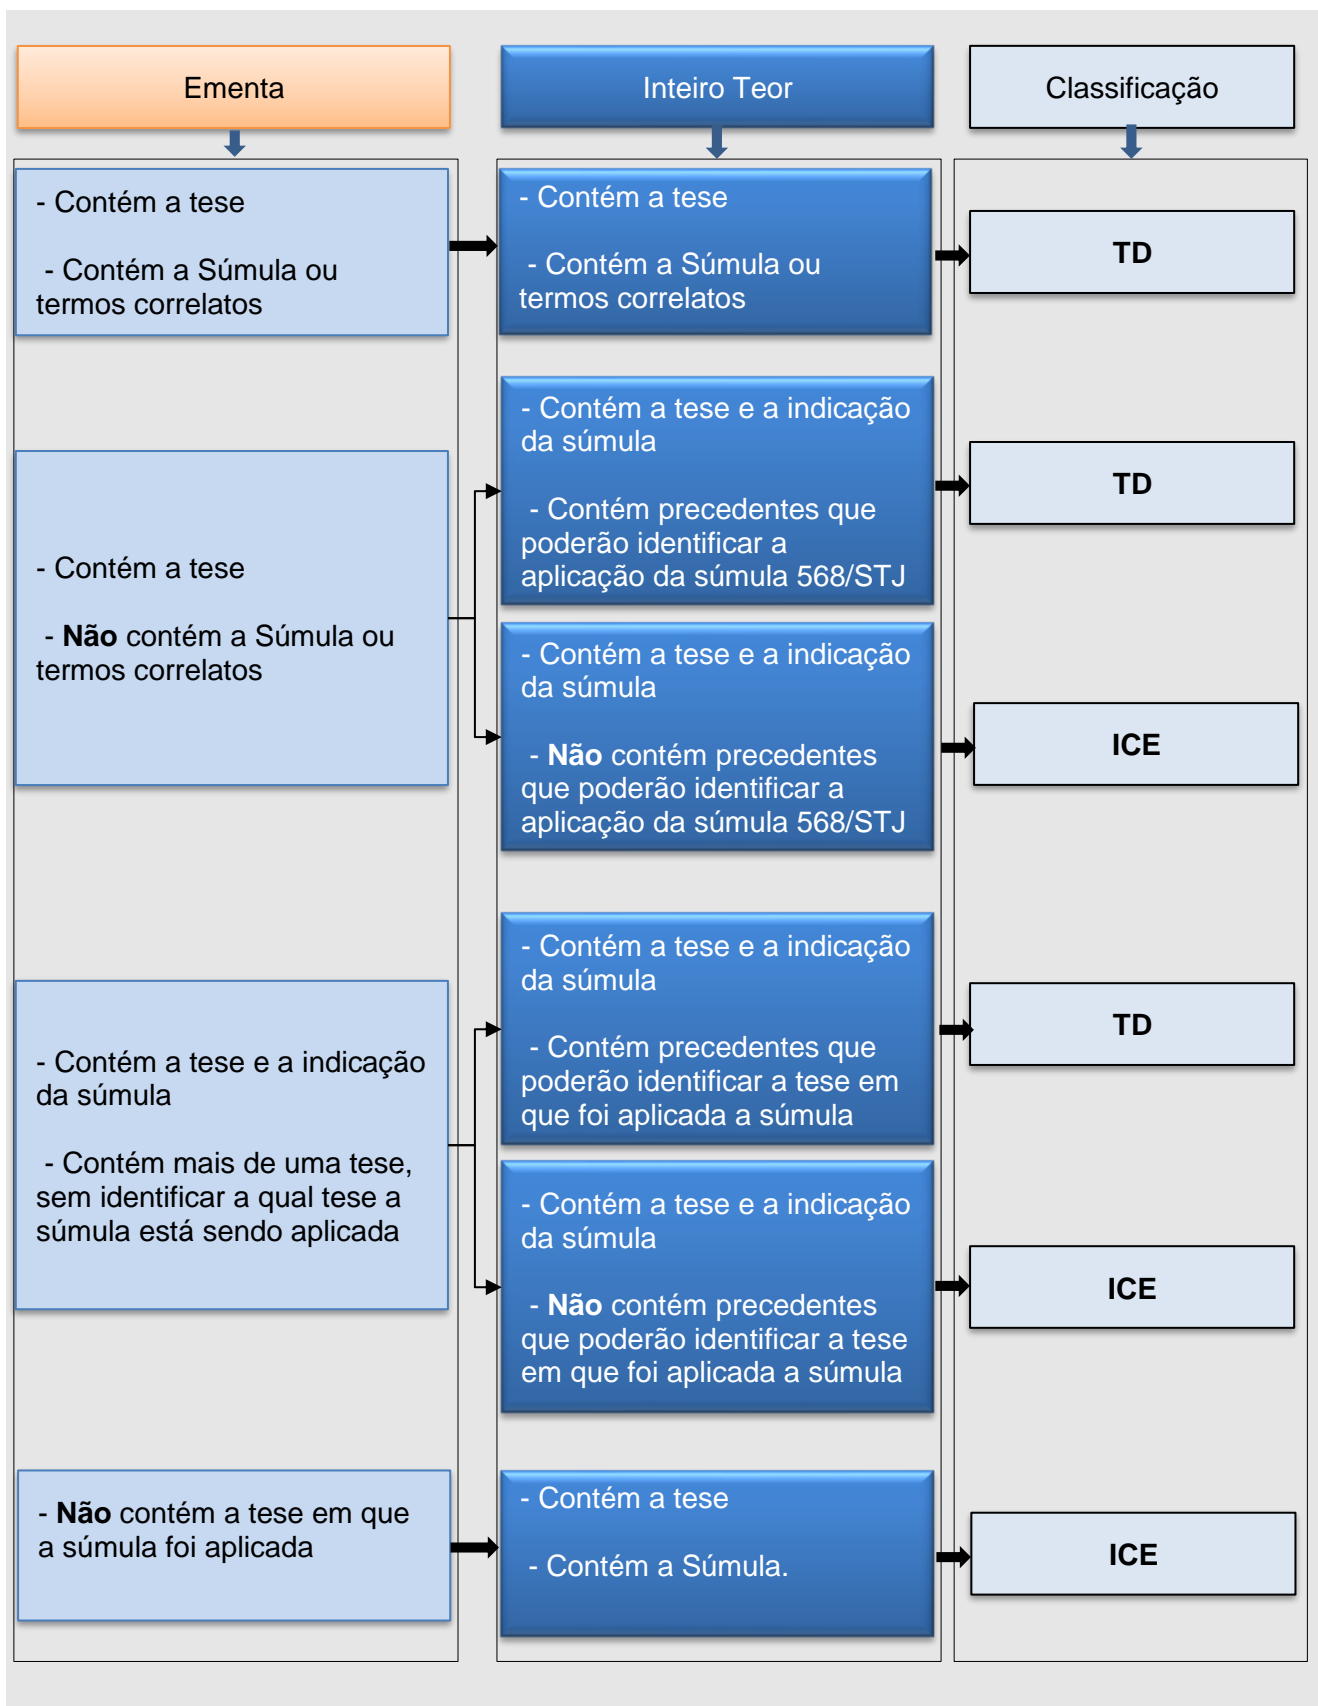 Ementa
Inteiro Teor
Classificação
- Contém a tese
- Contém a Súmula ou
termos correlatos
- Contém a tese
- Contém a Súmula ou
termos correlatos
TD
- Contém a tese
- Não contém a Súmula ou
termos correlatos
- Contém a tese e a indicação
da súmula
- Contém precedentes que
poderão identificar a
aplicação da súmula 568/STJ
TD
- Contém a tese e a indicação
da súmula
- Não contém precedentes
que poderão identificar a
aplicação da súmula 568/STJ
ICE
- Contém a tese e a indicação
da súmula
- Contém mais de uma tese,
sem identificar a qual tese a
súmula está sendo aplicada
- Contém a tese e a indicação
da súmula
- Contém precedentes que
poderão identificar a tese em
que foi aplicada a súmula
TD
- Contém a tese e a indicação
da súmula
- Não contém precedentes
que poderão identificar a tese
em que foi aplicada a súmula
ICE
- Não contém a tese em que
a súmula foi aplicada
- Contém a tese
- Contém a Súmula.
ICE